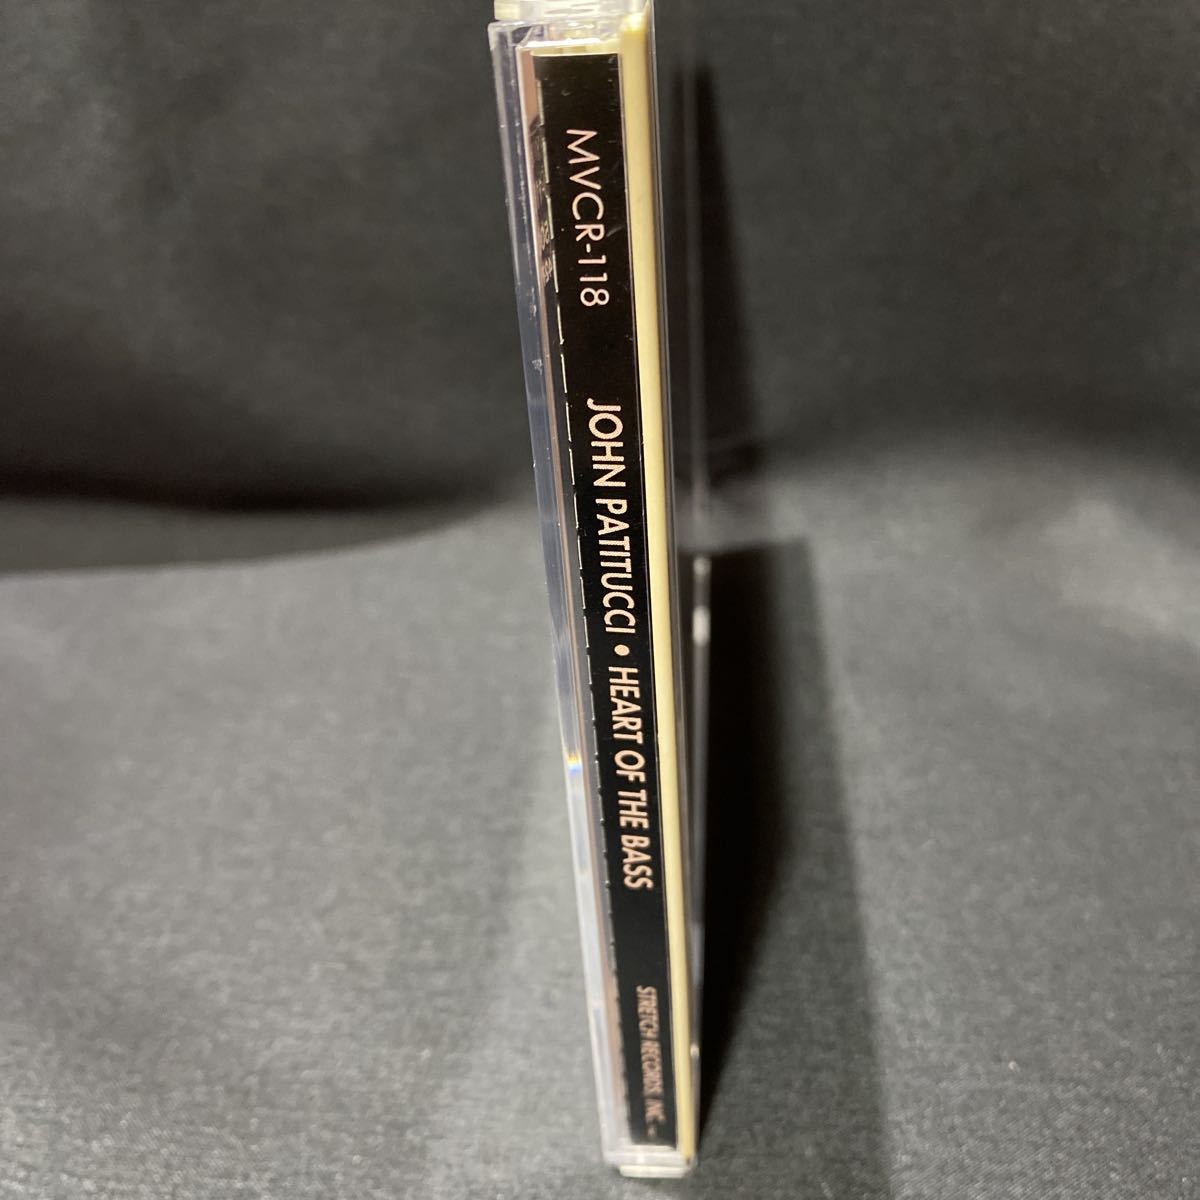 MVCR-118
JOHN PATITUCCI • HEART OF THE BASS
STRETCH RECORDS, INC.